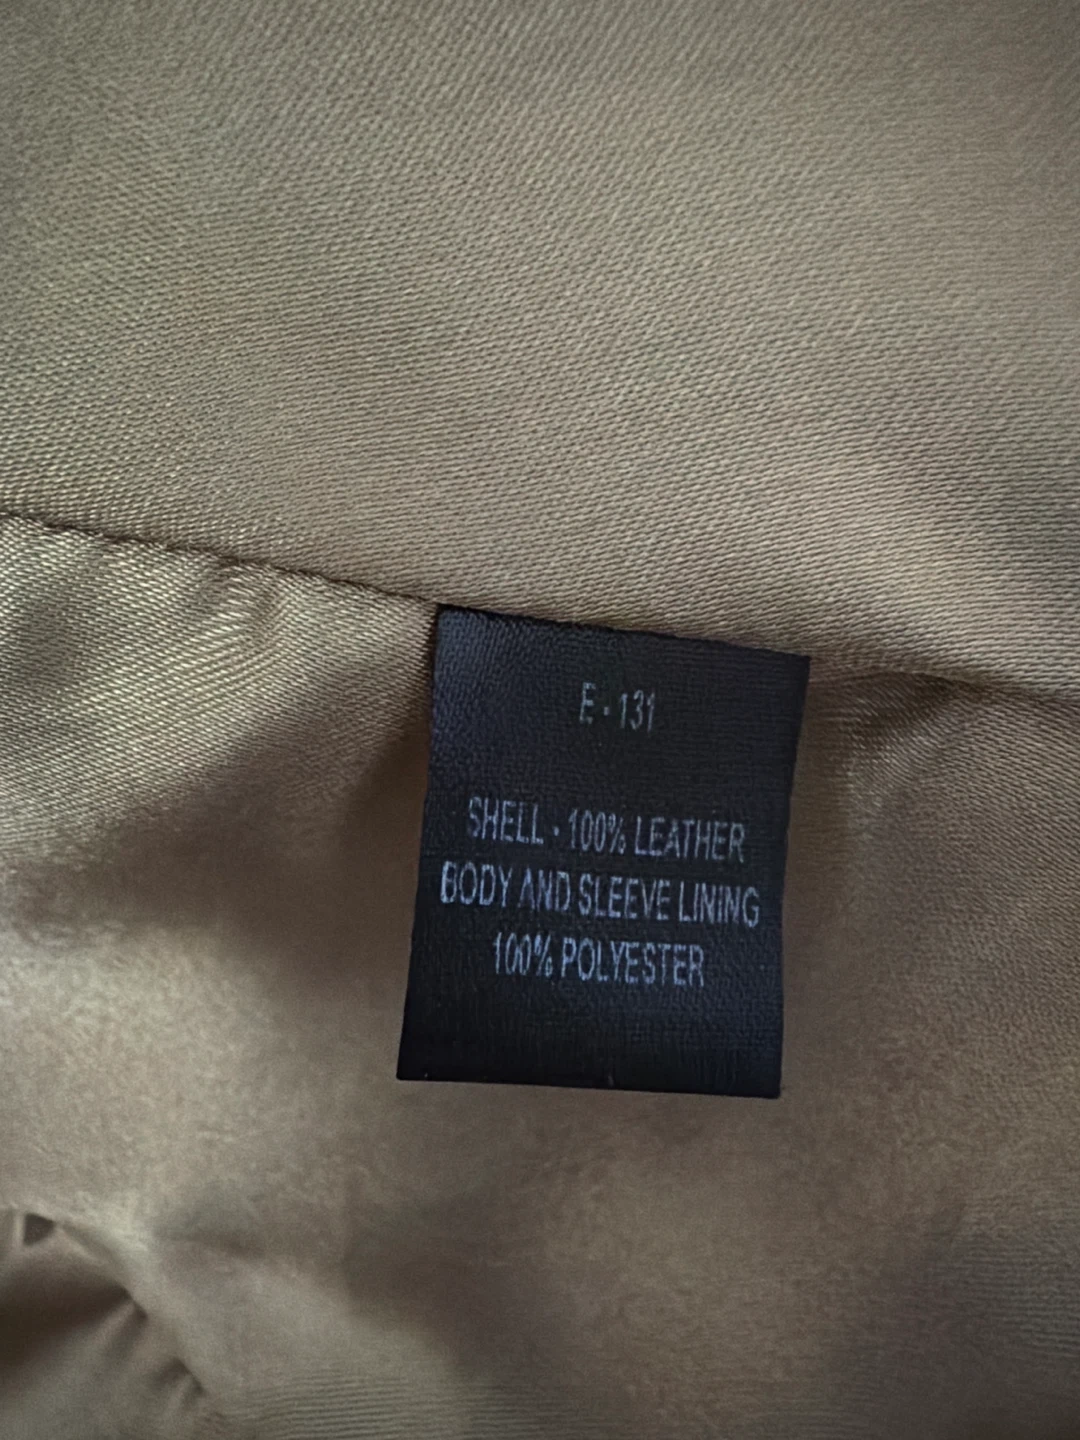 E - 131
SHELL - 100% LEATHER
BODY AND SLEEVE LINING
100% POLYESTER